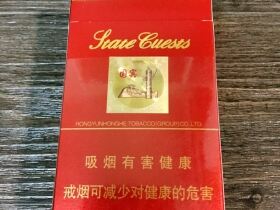 State Guests
国宾
HONGYUNHONGHE TOBACCO (GROUP) CO., LTD
吸烟有害健康
戒烟可减少对健康的危害